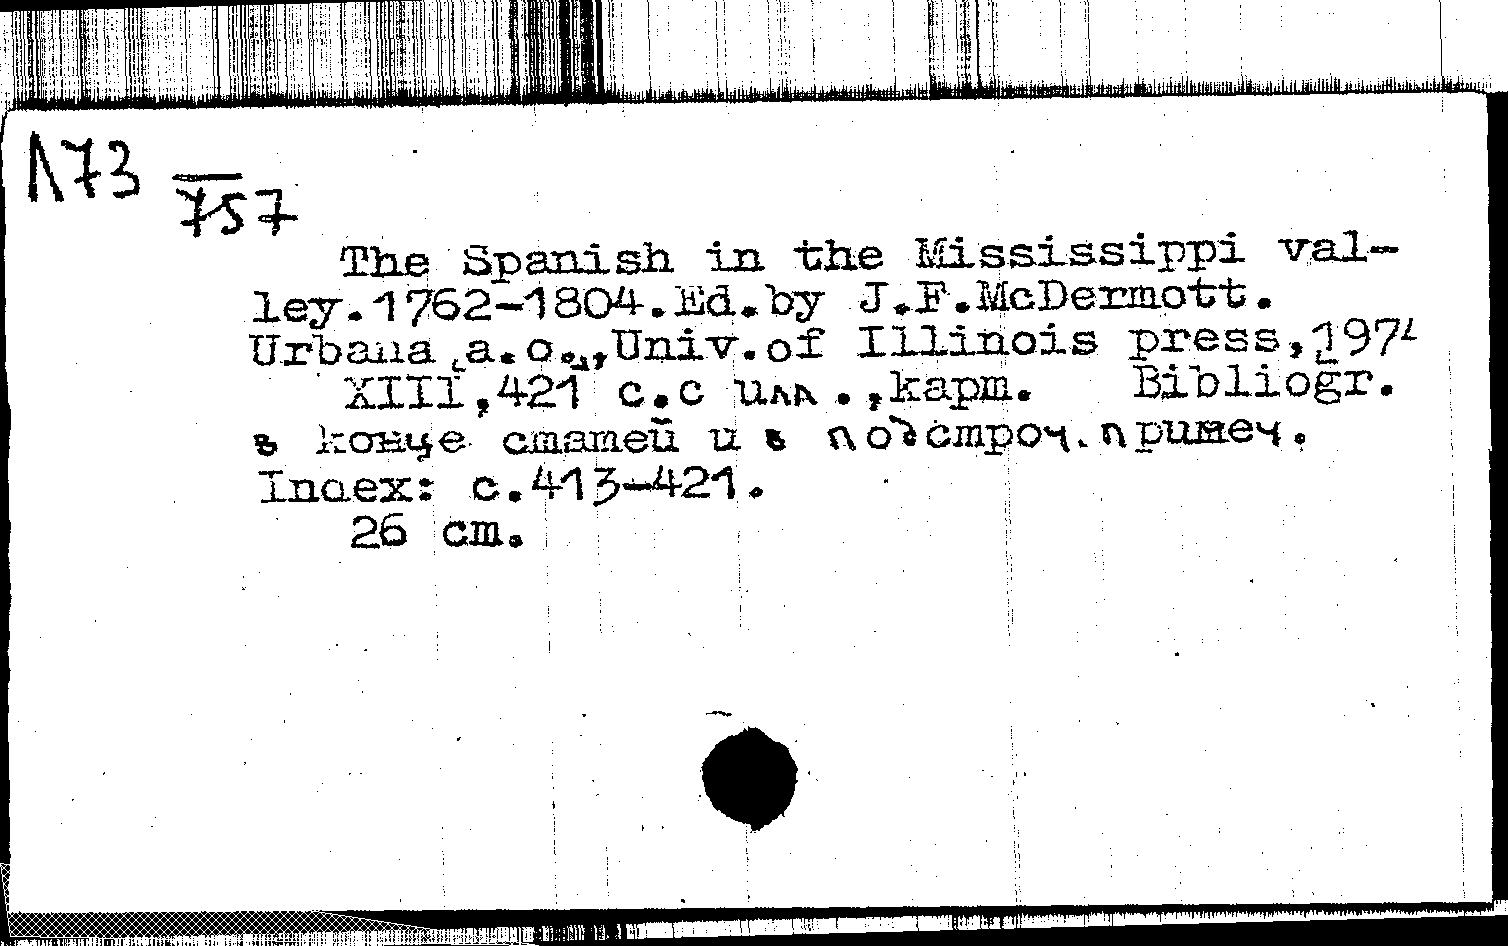 Л73
757
The Spanish in the Mississippi val-
ley.1762-1804.Ed.by J.F.McDermott.
Urbana a.o.,Univ.of Illinois press,1974
XIII,421 с.с илл.,карт. Bibliogr.
в конце статей и в подстроч.примеч.
Index: c.413-421.
26 cm.